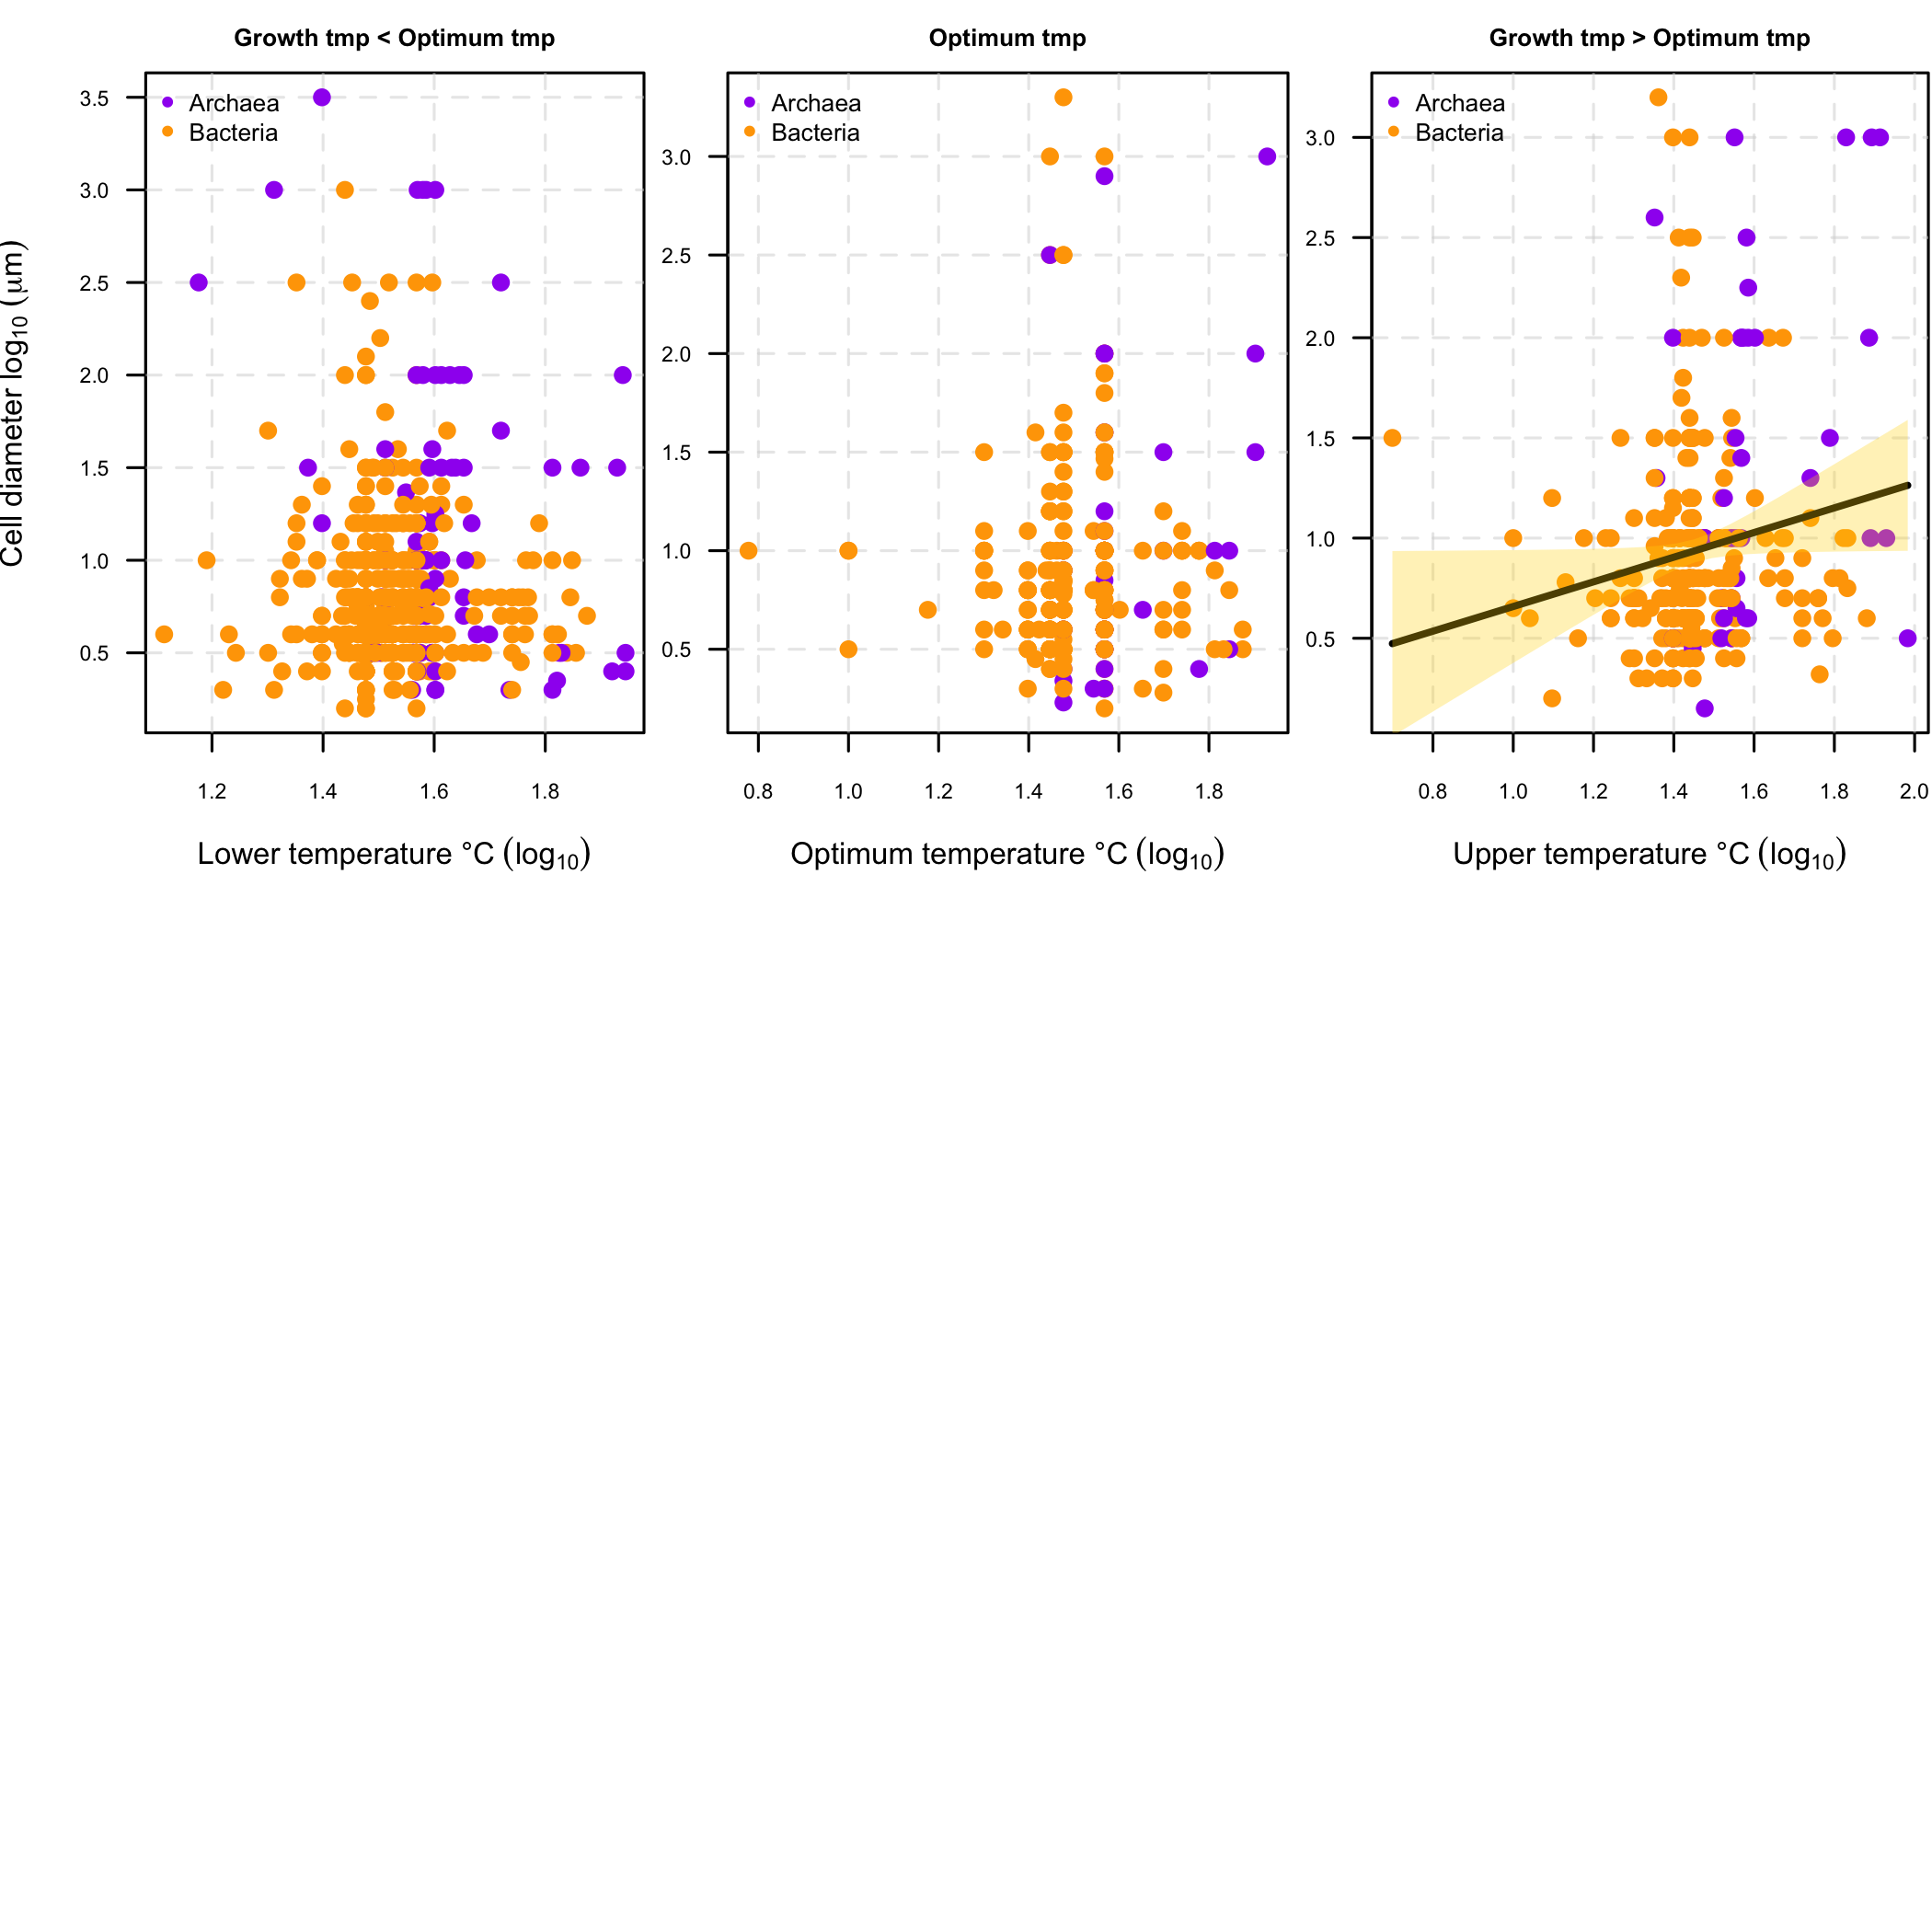 Growth tmp < Optimum tmp
Optimum tmp
Growth tmp > Optimum tmp
Cell diameter log₁₀ (μm)
Archaea
Bacteria
3.5
3.0
2.5
2.0
1.5
1.0
0.5
1.2 1.4 1.6 1.8
Lower temperature °C (log₁₀)
Archaea
Bacteria
3.0
2.5
2.0
1.5
1.0
0.5
0.8 1.0 1.2 1.4 1.6 1.8
Optimum temperature °C (log₁₀)
Archaea
Bacteria
3.0
2.5
2.0
1.5
1.0
0.5
0.8 1.0 1.2 1.4 1.6 1.8 2.0
Upper temperature °C (log₁₀)